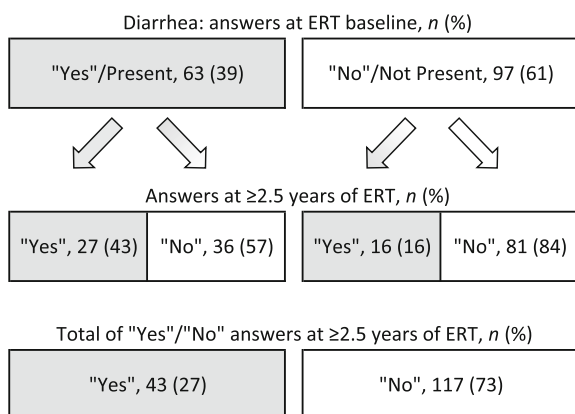 Diarrhea: answers at ERT baseline, n (%)
"Yes"/Present, 63 (39)
"No"/Not Present, 97 (61)
Answers at ≥2.5 years of ERT, n (%)
"Yes", 27 (43)
"No", 36 (57)
"Yes", 16 (16)
"No", 81 (84)
Total of "Yes"/"No" answers at ≥2.5 years of ERT, n (%)
"Yes", 43 (27)
"No", 117 (73)